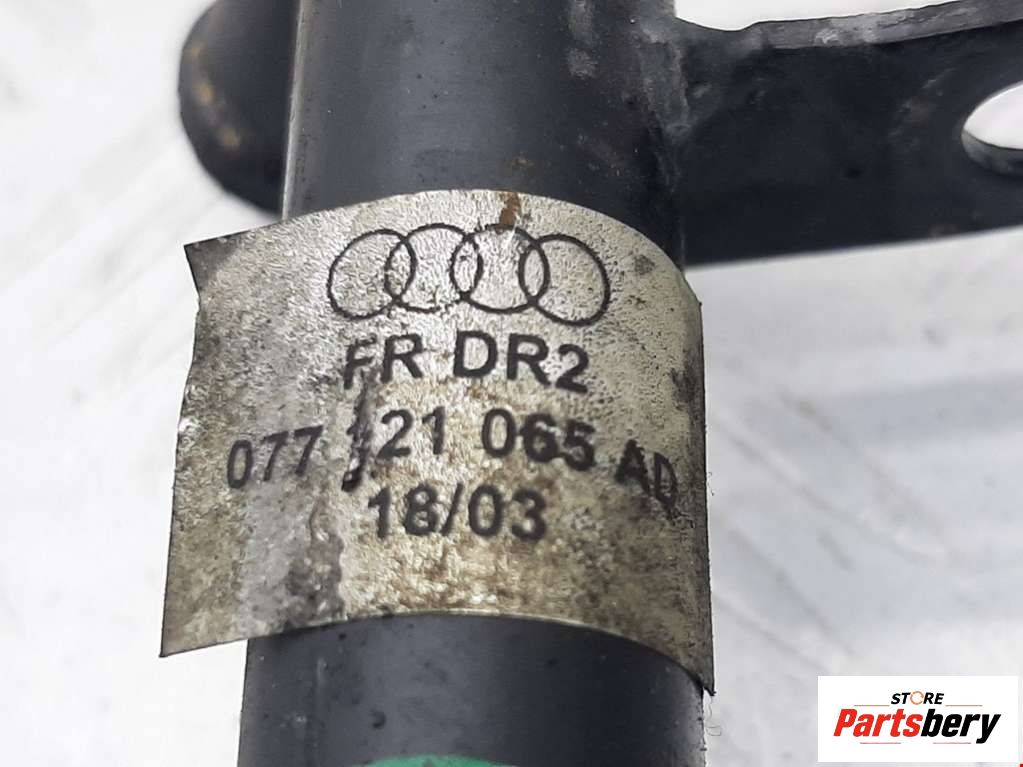 FR DR2
077 121 065 AD
18/03
STORE
Partsbery